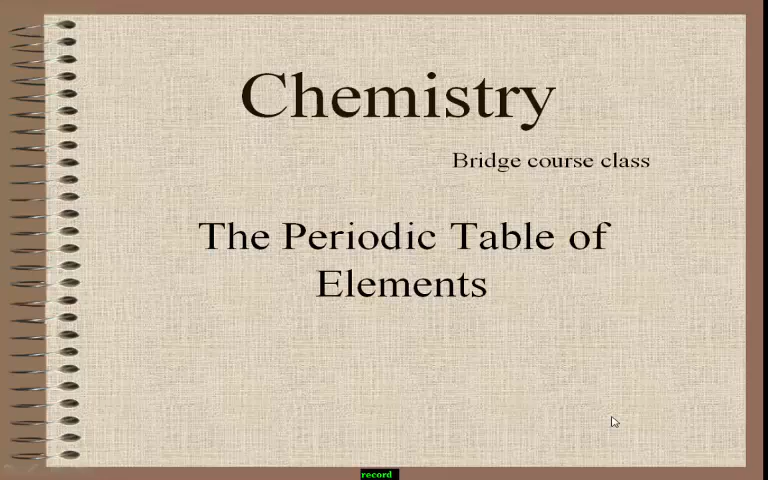 Chemistry
Bridge course class
The Periodic Table of
Elements
record